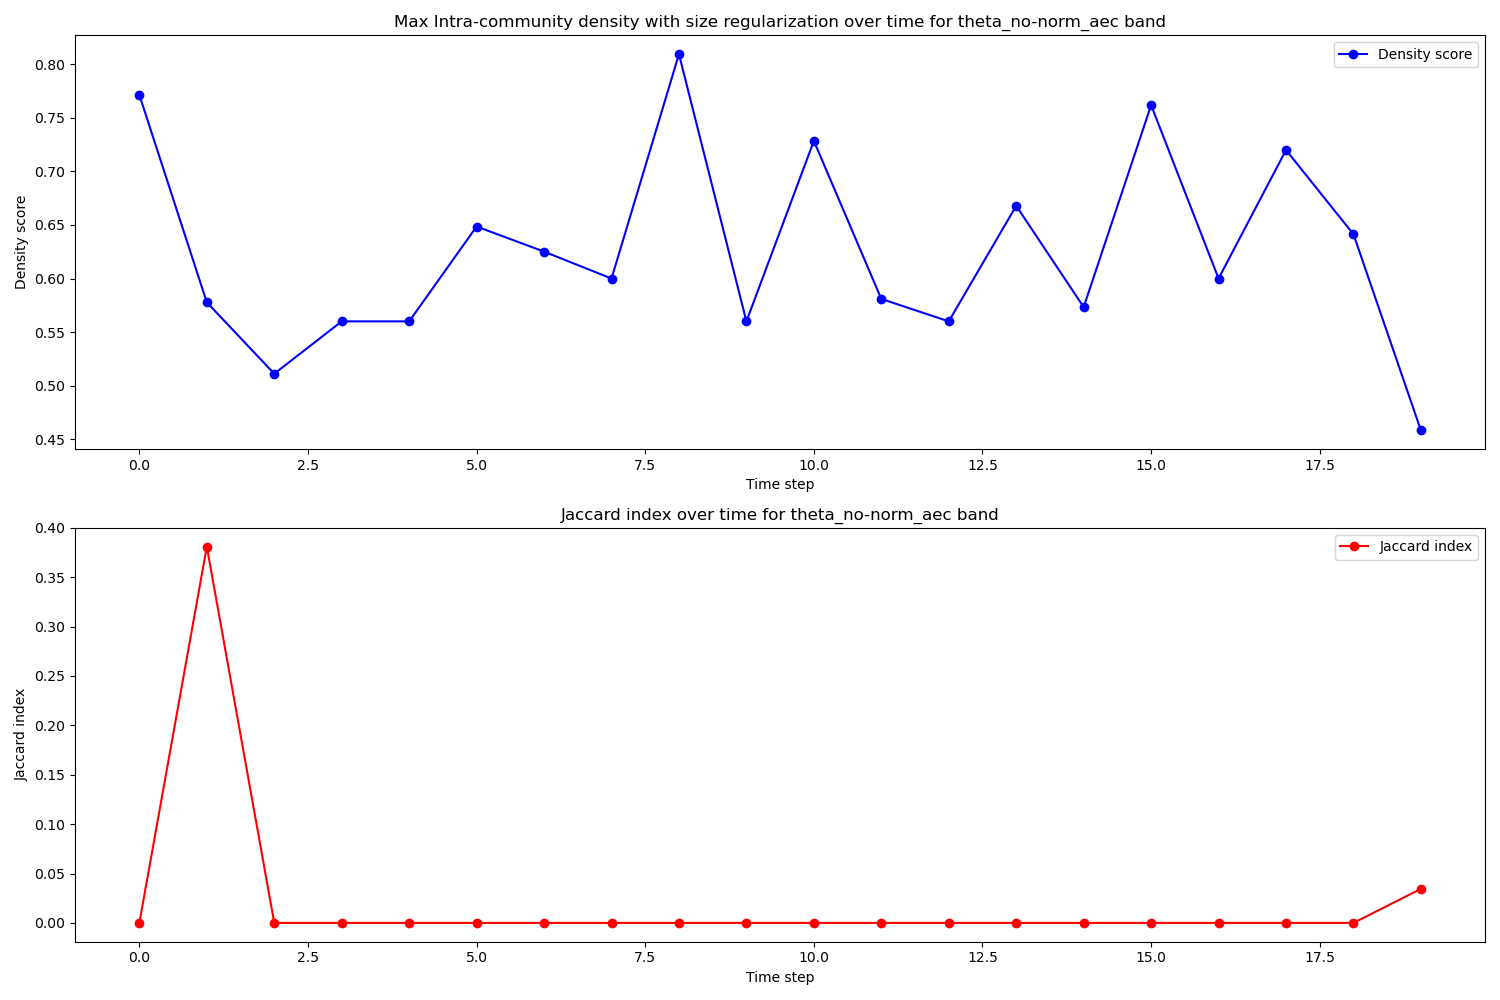 Max Intra-community density with size regularization over time for theta_no-norm_aec band
Density score
0.80
0.75
0.70
0.65
0.60
0.55
0.50
0.45
Density score
0.0 2.5 5.0 7.5 10.0 12.5 15.0 17.5
Time step
Jaccard index over time for theta_no-norm_aec band
Jaccard index
0.40
0.35
0.30
0.25
0.20
0.15
0.10
0.05
0.00
Jaccard index
0.0 2.5 5.0 7.5 10.0 12.5 15.0 17.5
Time step